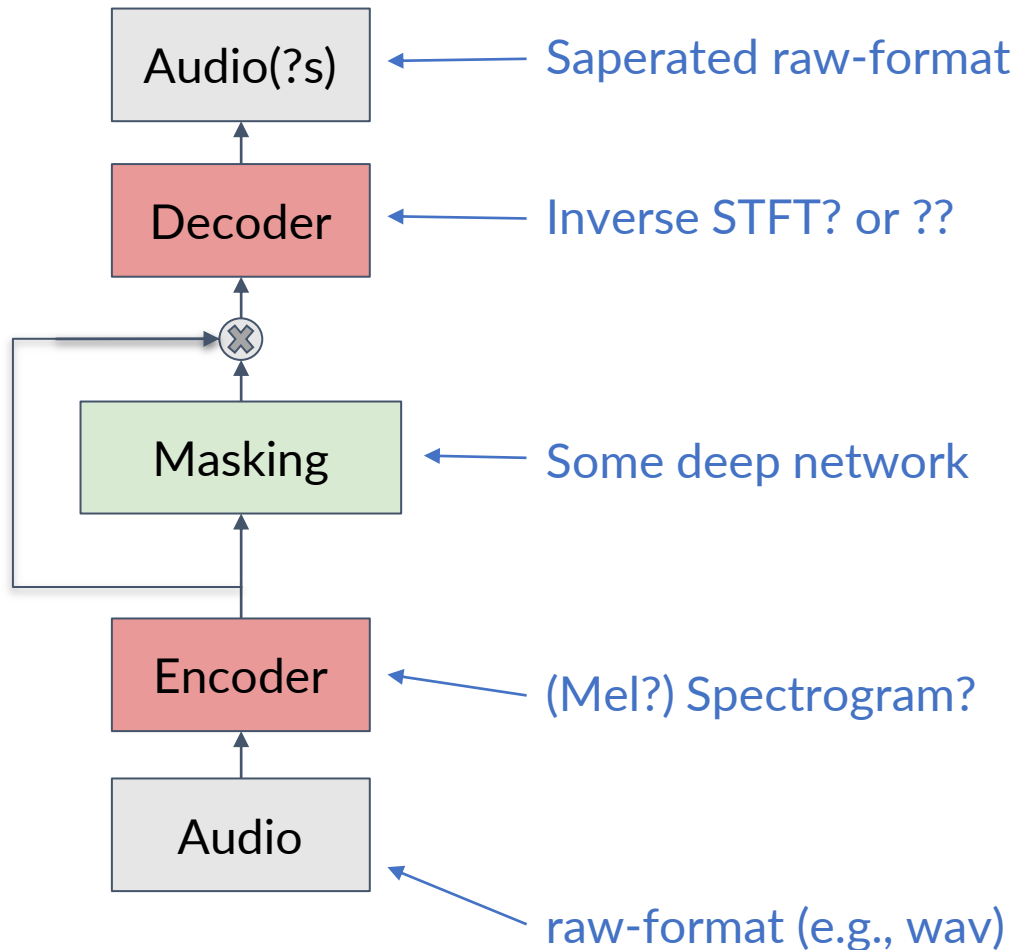 Audio(?s)
Saperated raw-format
Decoder
Inverse STFT? or ??
Masking
Some deep network
Encoder
(Mel?) Spectrogram?
Audio
raw-format (e.g., wav)